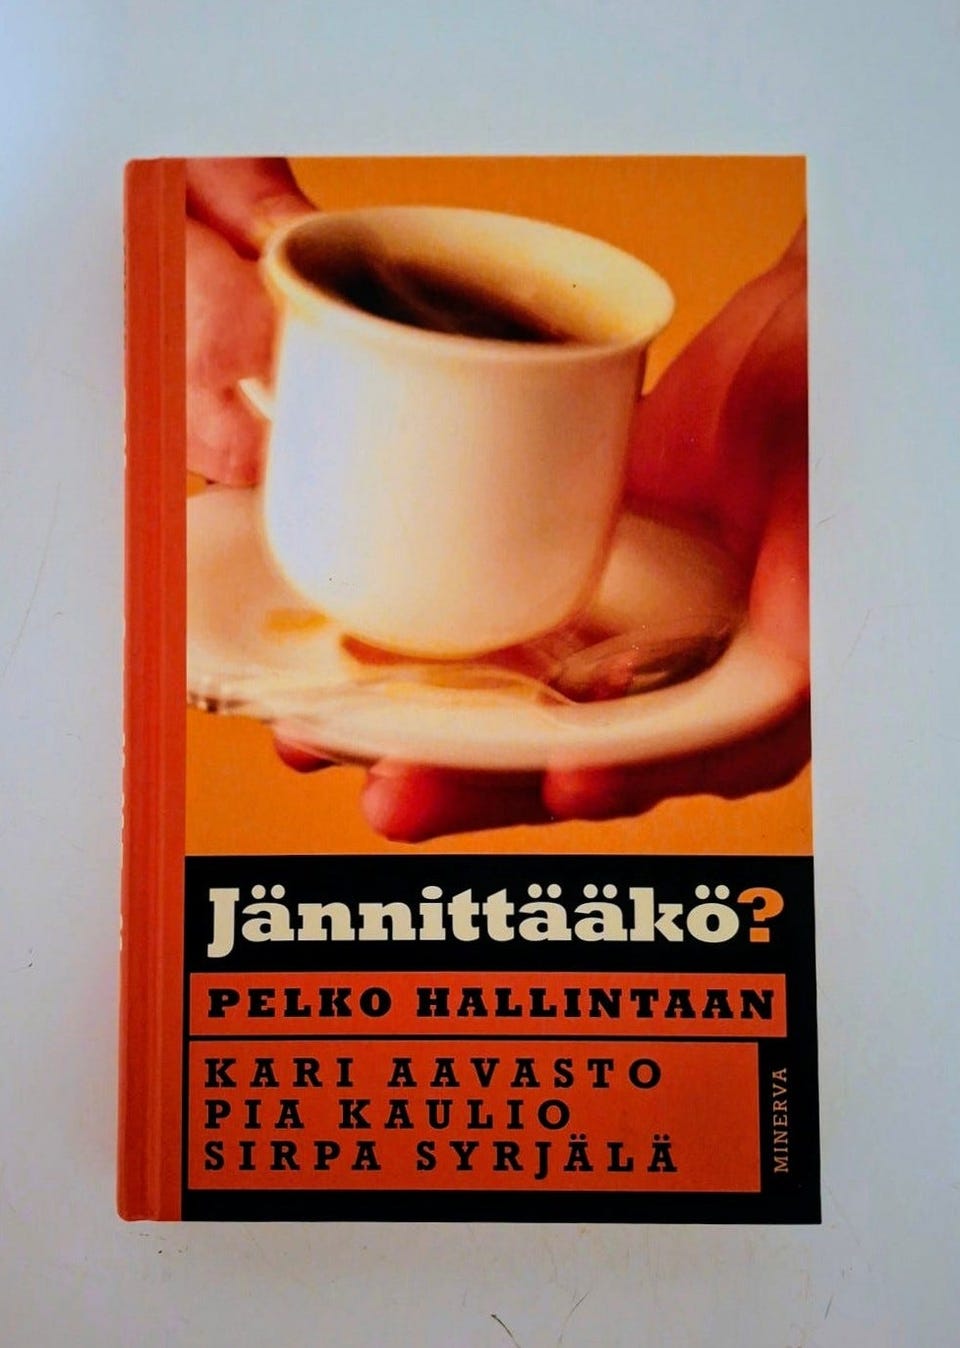 Jännittääkö?
PELKO HALLINTAAN
KARI AAVASTO
PIA KAULIO
SIRPA SYRJÄLÄ
MINERVA